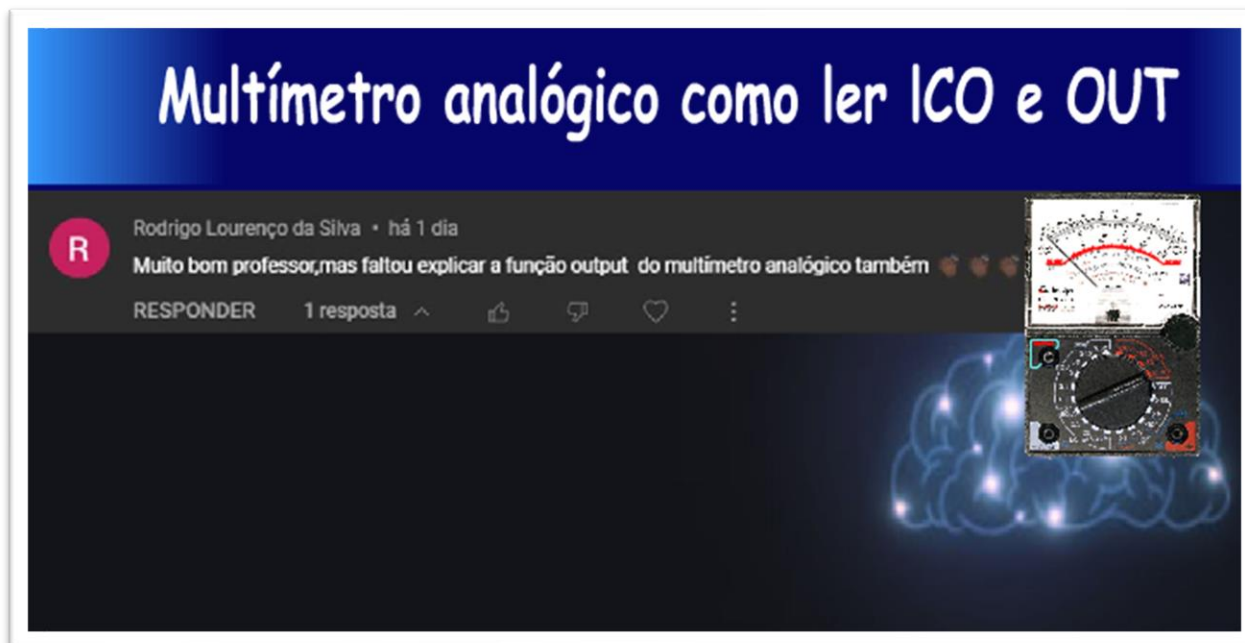 Multímetro analógico como ler ICO e OUT
R
Rodrigo Lourenço da Silva • há 1 dia
Muito bom professor,mas faltou explicar a função output do multímetro analógico também
RESPONDER 1 resposta